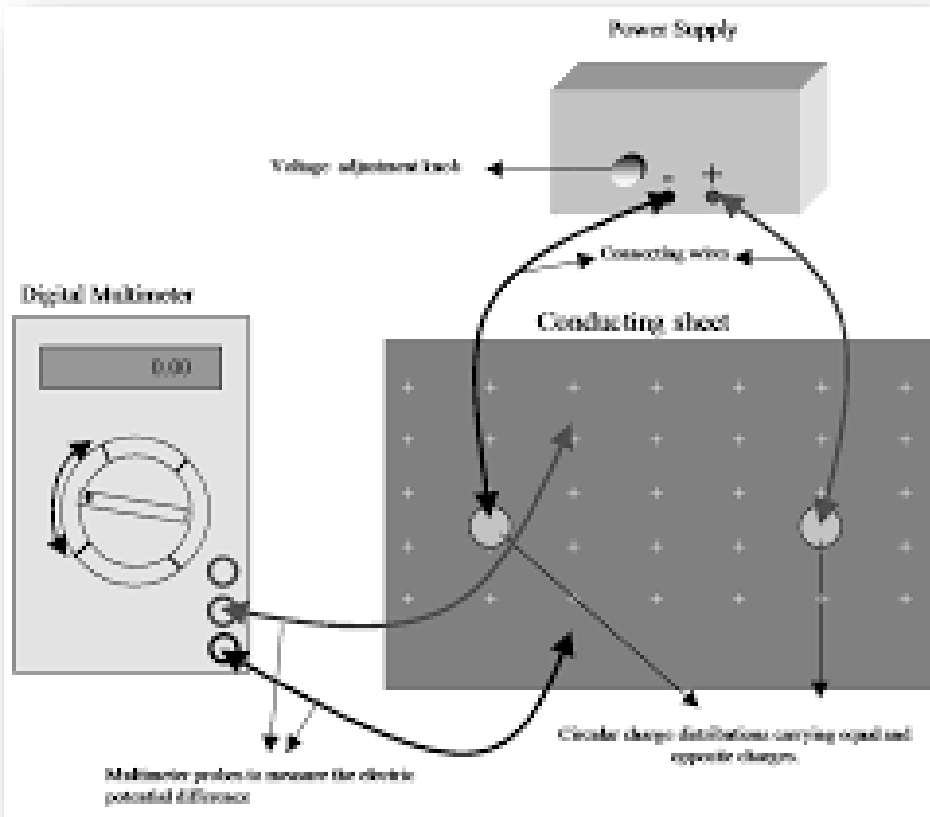 Power Supply
Voltage adjustment knob
- +
Connecting wires
Digital Multimeter
Conducting sheet
0.00
Circular charge distributions carrying equal and
opposite charges.
Multimeter probes to measure the electric
potential difference